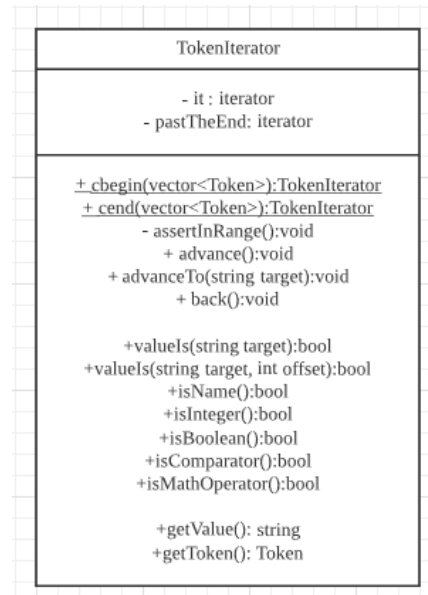 TokenIterator
- it : iterator
- pastTheEnd: iterator
+ cbegin(vector<Token>):TokenIterator
+ cend(vector<Token>):TokenIterator
- assertInRange():void
+ advance():void
+ advanceTo(string target):void
+ back():void
+valueIs(string target):bool
+valueIs(string target, int offset):bool
+isName():bool
+isInteger():bool
+isBoolean():bool
+isComparator():bool
+isMathOperator():bool
+getValue(): string
+getToken(): Token